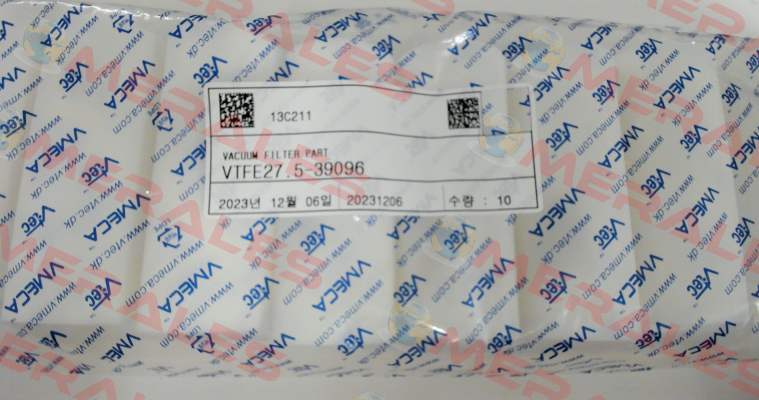 13C211
VACUUM FILTER PART
VTFE27.5-39096
2023년 12월 06일 20231206 수량 : 10
VMECA
www.vmeca.com
Vtec
www.vtec.dk
MERALES